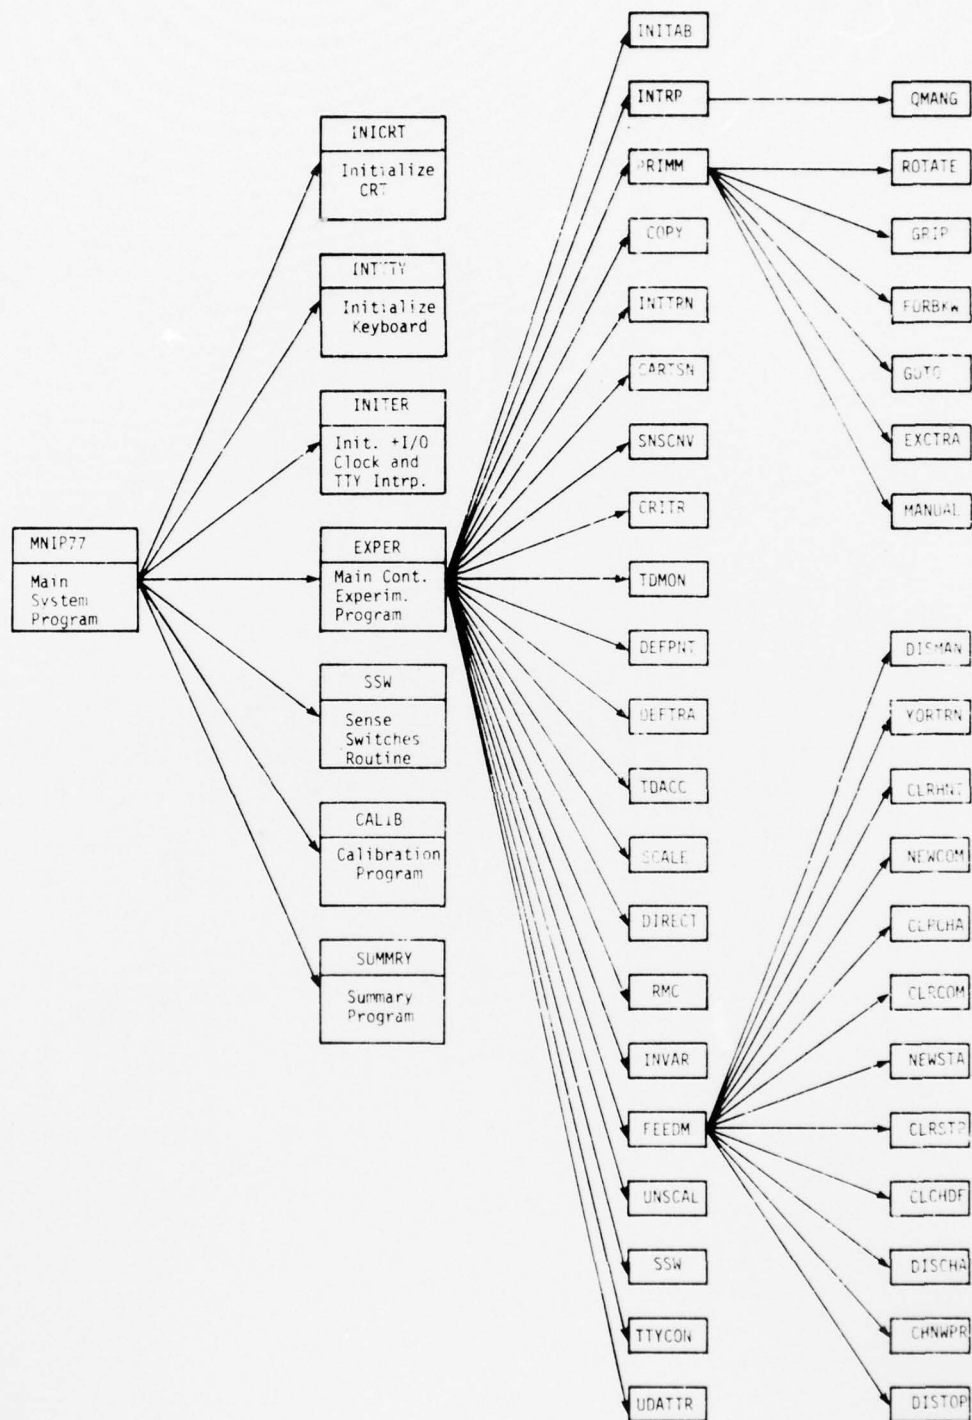 MNIP77
Main
System
Program
INICRT
Initialize
CRT
INTTTY
Initialize
Keyboard
INITER
Init. +I/O
Clock and
TTY Intrp.
EXPER
Main Cont.
Experim.
Program
SSW
Sense
Switches
Routine
CALIB
Calibration
Program
SUMMRY
Summary
Program
INITAB
INTRP
PRIMM
COPY
INTTRN
CARTSN
SNSCNV
CRITR
TDMON
DEFPNT
DEFTRA
TDACC
SCALE
DIRECT
RMC
INVAR
FEEDM
UNSCAL
SSW
TTYCON
UDATTR
QMANG
ROTATE
GRIP
FORBKW
GOTO
EXCTRA
MANUAL
DISMAN
YORTRN
CLRHNT
NEWCOM
CLRCHA
CLRCOM
NEWSTA
CLRSTP
CLCHDF
DISCHA
CHNWPR
DISTOP